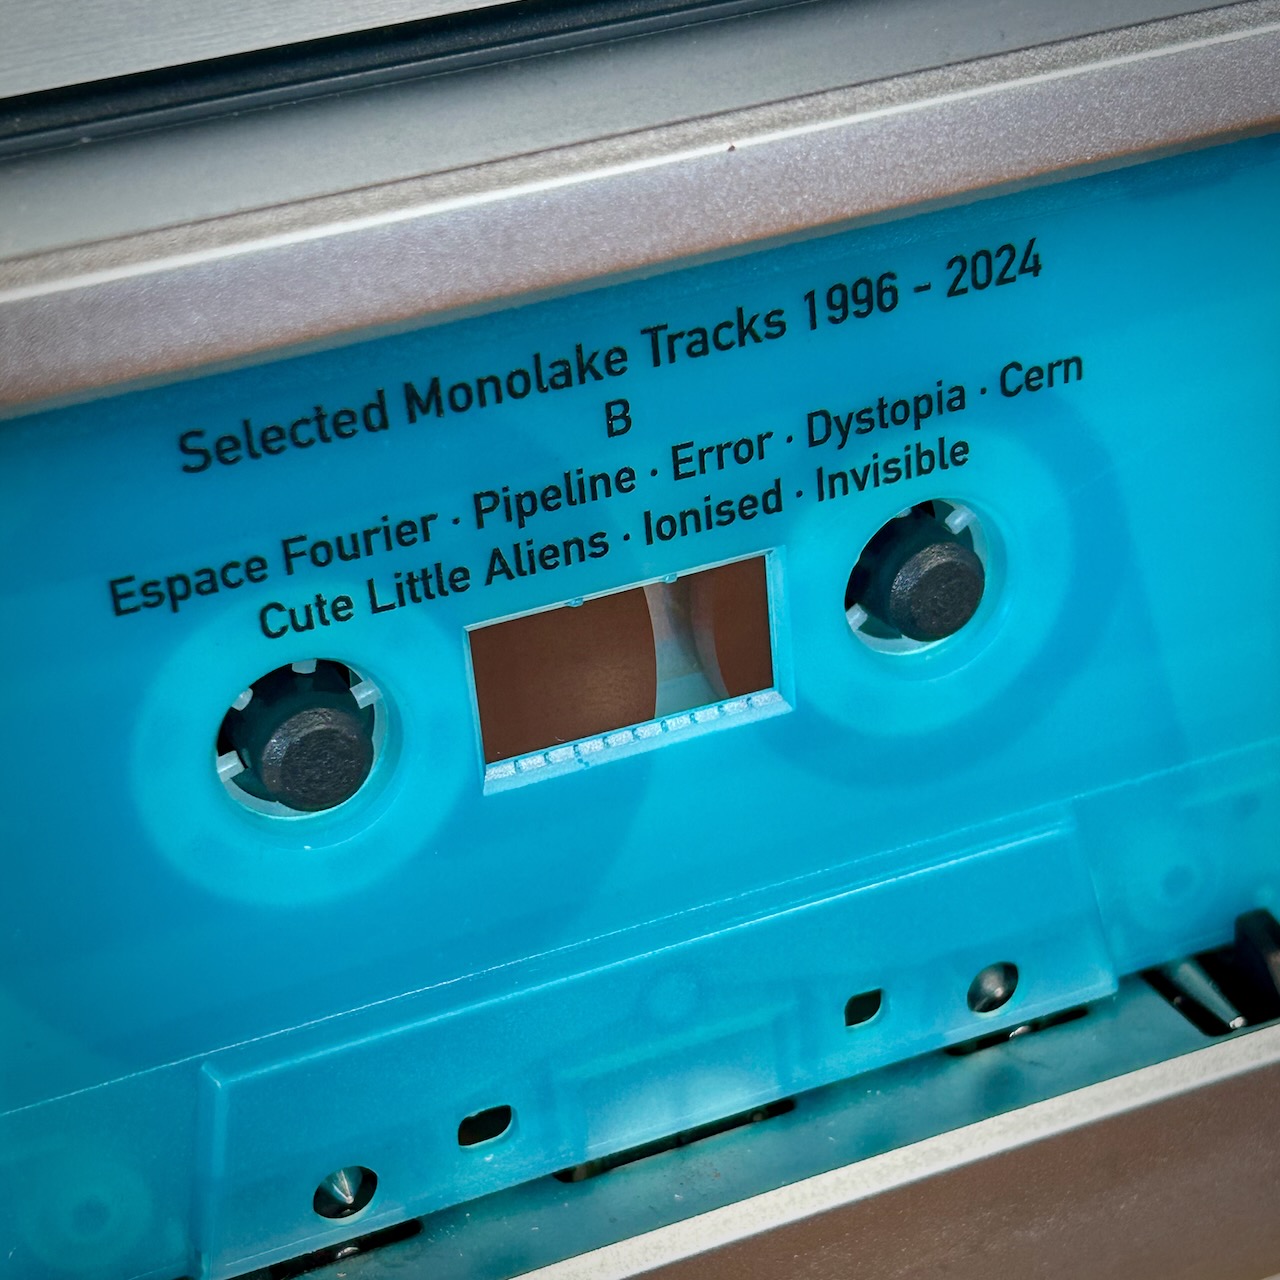 Selected Monolake Tracks 1996 - 2024
B
Espace Fourier · Pipeline · Error · Dystopia · Cern
Cute Little Aliens · Ionised · Invisible